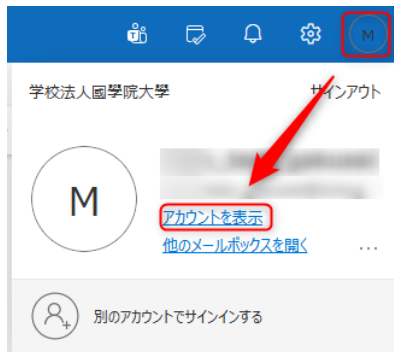 M
学校法人國學院大學 サインアウト
M
アカウントを表示
他のメールボックスを開く ...
別のアカウントでサインインする